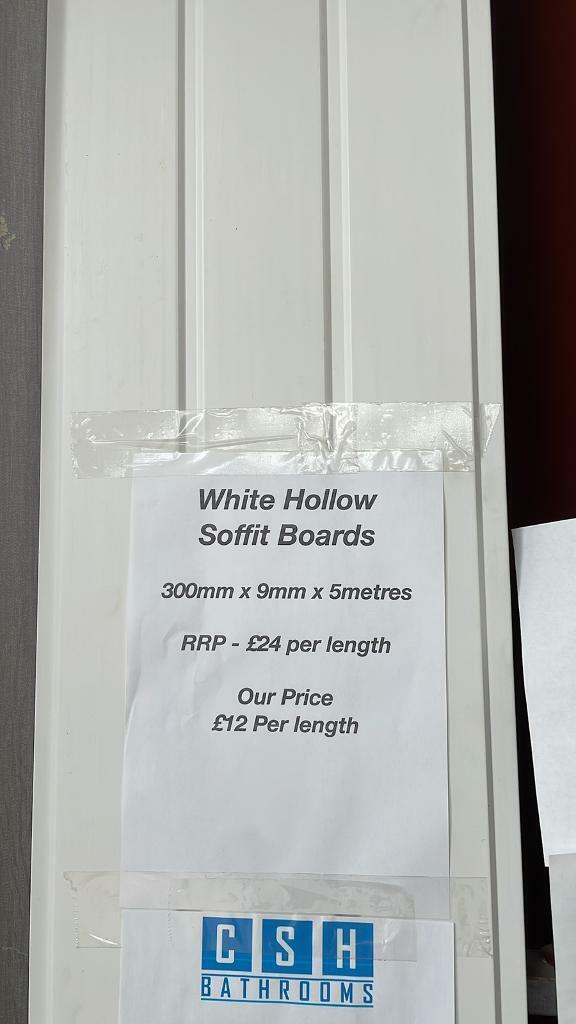 White Hollow
Soffit Boards
300mm x 9mm x 5metres
RRP - £24 per length
Our Price
£12 Per length
CSH
BATHROOMS